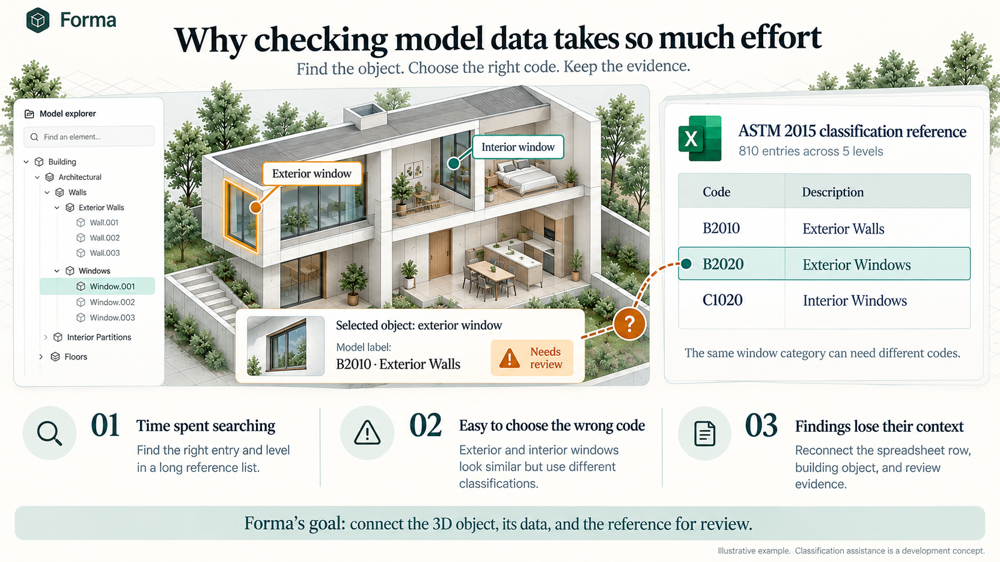 Forma
Why checking model data takes so much effort
Find the object. Choose the right code. Keep the evidence.
Model explorer
Find an element...
Building
Architectural
Walls
Exterior Walls
Wall.001
Wall.002
Wall.003
Windows
Window.001
Window.002
Window.003
Interior Partitions
Floors
Exterior window
Interior window
Selected object: exterior window
Model label:
B2010 · Exterior Walls
Needs
review
?
X
ASTM 2015 classification reference
810 entries across 5 levels
Code Description
B2010 Exterior Walls
B2020 Exterior Windows
C1020 Interior Windows
The same window category can need different codes.
01 Time spent searching
Find the right entry and level
in a long reference list.
02 Easy to choose the wrong code
Exterior and interior windows
look similar but use different
classifications.
03 Findings lose their context
Reconnect the spreadsheet row,
building object, and review
evidence.
Forma's goal: connect the 3D object, its data, and the reference for review.
Illustrative example. Classification assistance is a development concept.